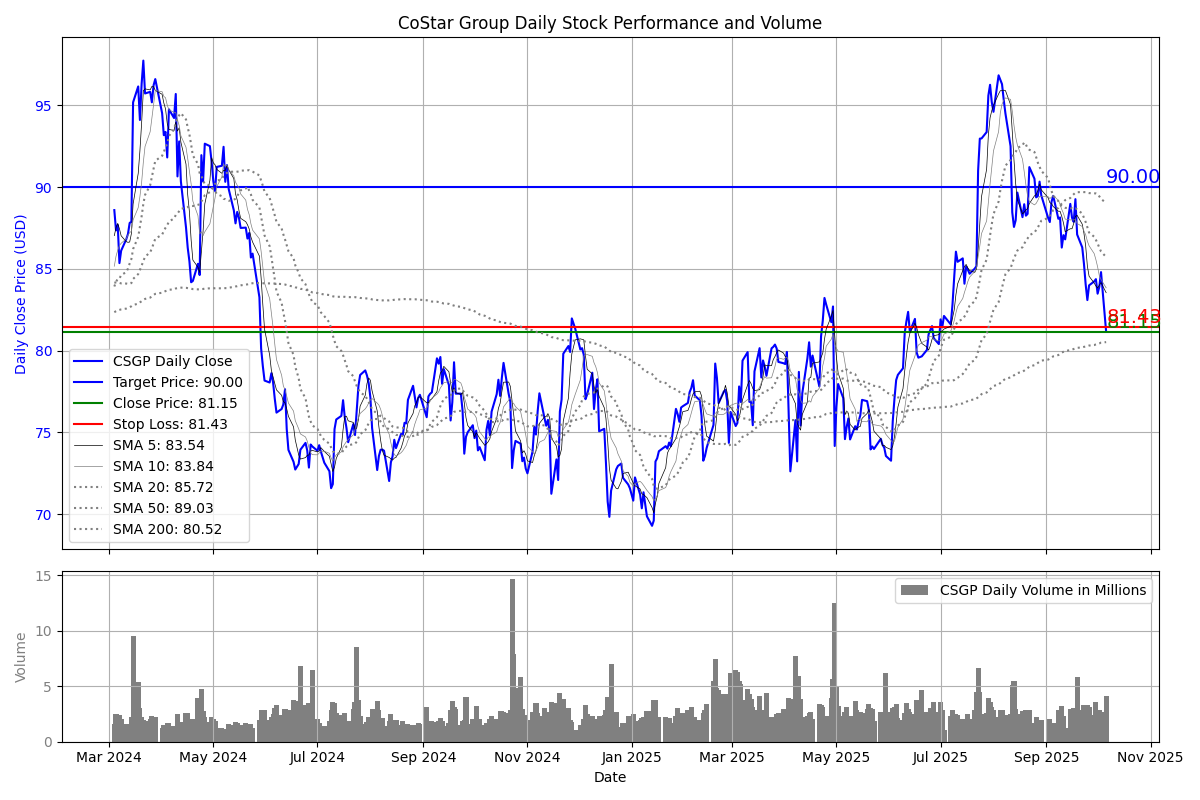 CoStar Group Daily Stock Performance and Volume
Daily Close Price (USD)
95
90
85
80
75
70
90.00
81.43
81.15
CSGP Daily Close
Target Price: 90.00
Close Price: 81.15
Stop Loss: 81.43
SMA 5: 83.54
SMA 10: 83.84
SMA 20: 85.72
SMA 50: 89.03
SMA 200: 80.52
Volume
15
10
5
0
CSGP Daily Volume in Millions
Mar 2024 May 2024 Jul 2024 Sep 2024 Nov 2024 Jan 2025 Mar 2025 May 2025 Jul 2025 Sep 2025 Nov 2025
Date